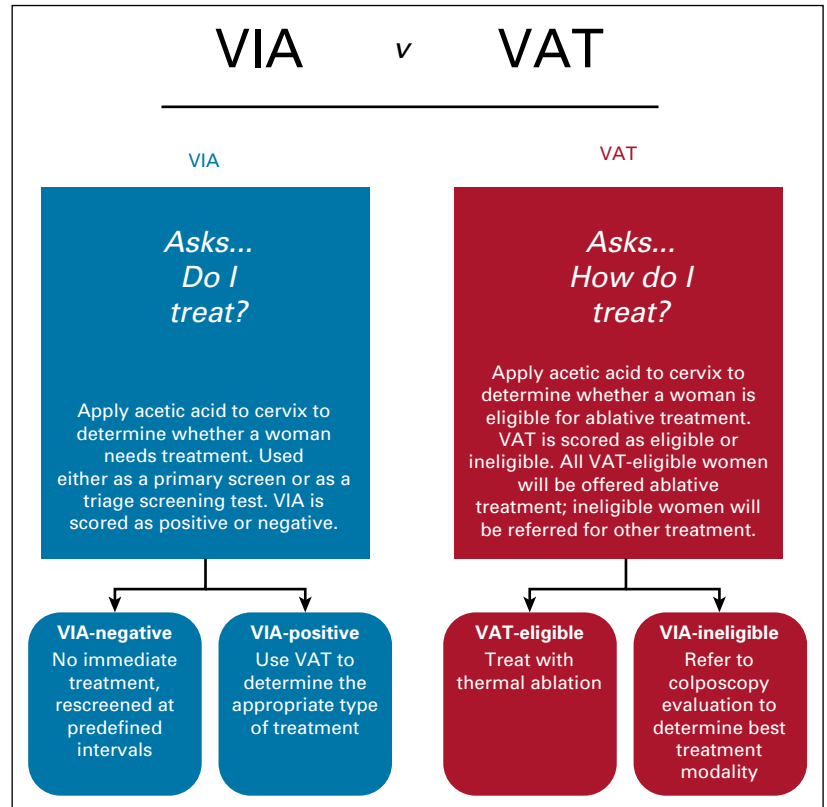 VIA v VAT
VIA
Asks...
Do I
treat?
Apply acetic acid to cervix to
determine whether a woman
needs treatment. Used
either as a primary screen or as a
triage screening test. VIA is
scored as positive or negative.
VIA-negative
No immediate
treatment,
rescreened at
predefined
intervals
VIA-positive
Use VAT to
determine the
appropriate type
of treatment
VAT
Asks...
How do I
treat?
Apply acetic acid to cervix to
determine whether a woman is
eligible for ablative treatment.
VAT is scored as eligible or
ineligible. All VAT-eligible women
will be offered ablative
treatment; ineligible women will
be referred for other treatment.
VAT-eligible
Treat with
thermal ablation
VIA-ineligible
Refer to
colposcopy
evaluation to
determine best
treatment
modality